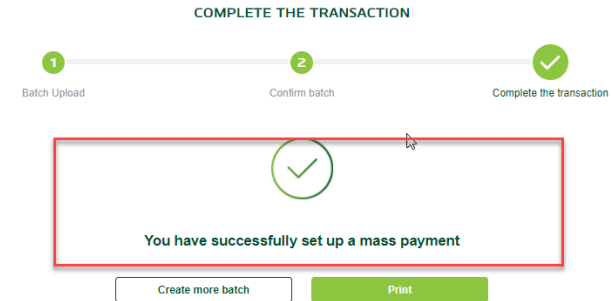 COMPLETE THE TRANSACTION
1
2
Batch Upload
Confirm batch
Complete the transaction
You have successfully set up a mass payment
Create more batch
Print